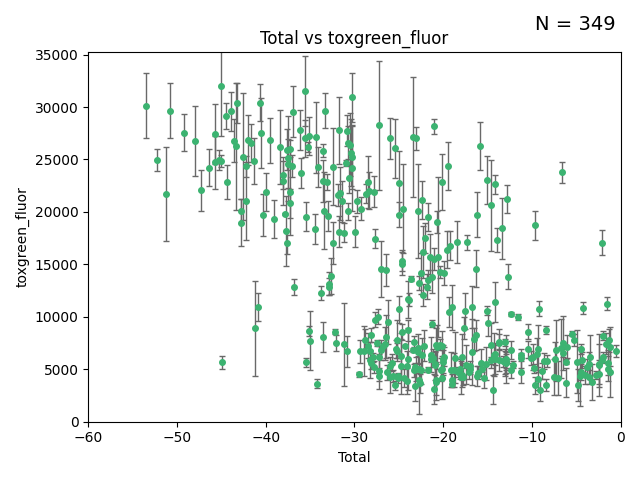 N = 349
Total vs toxgreen_fluor
35000
30000
25000
20000
15000
10000
5000
0
toxgreen_fluor
−60 −50 −40 −30 −20 −10 0
Total